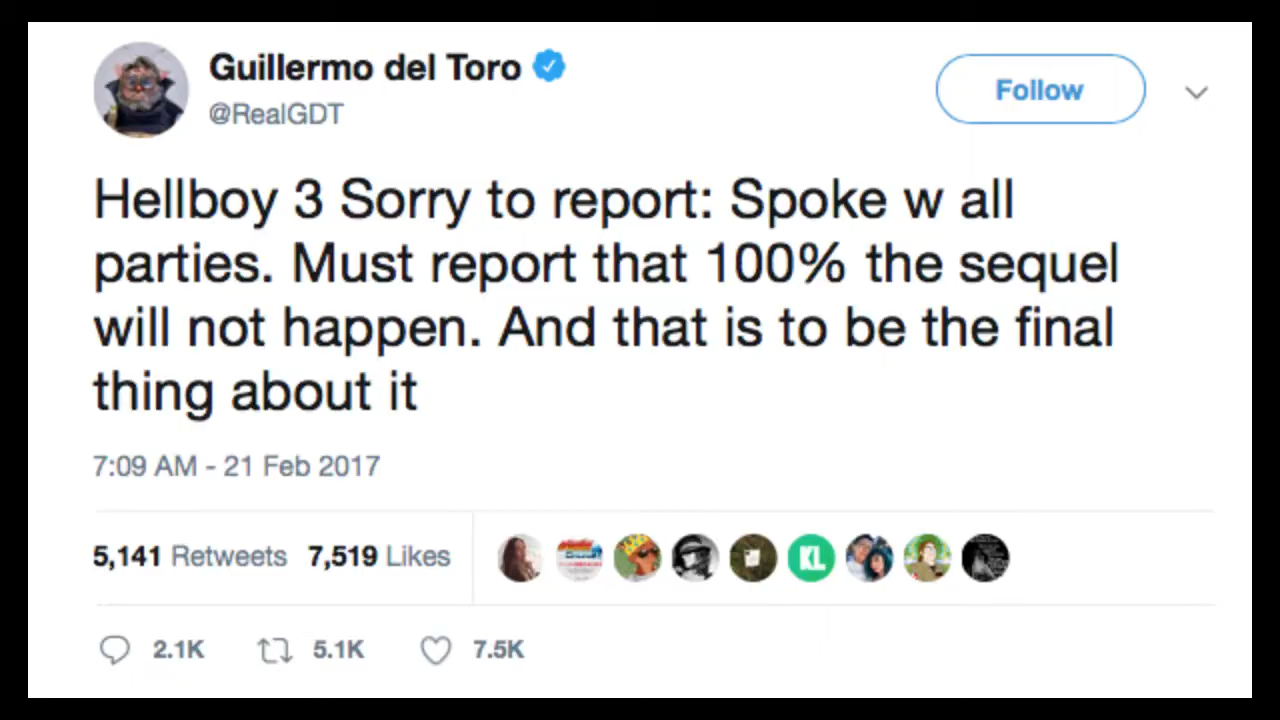 Guillermo del Toro
@RealGDT
Follow
Hellboy 3 Sorry to report: Spoke w all
parties. Must report that 100% the sequel
will not happen. And that is to be the final
thing about it
7:09 AM - 21 Feb 2017
5,141 Retweets 7,519 Likes
KL
2.1K 5.1K 7.5K